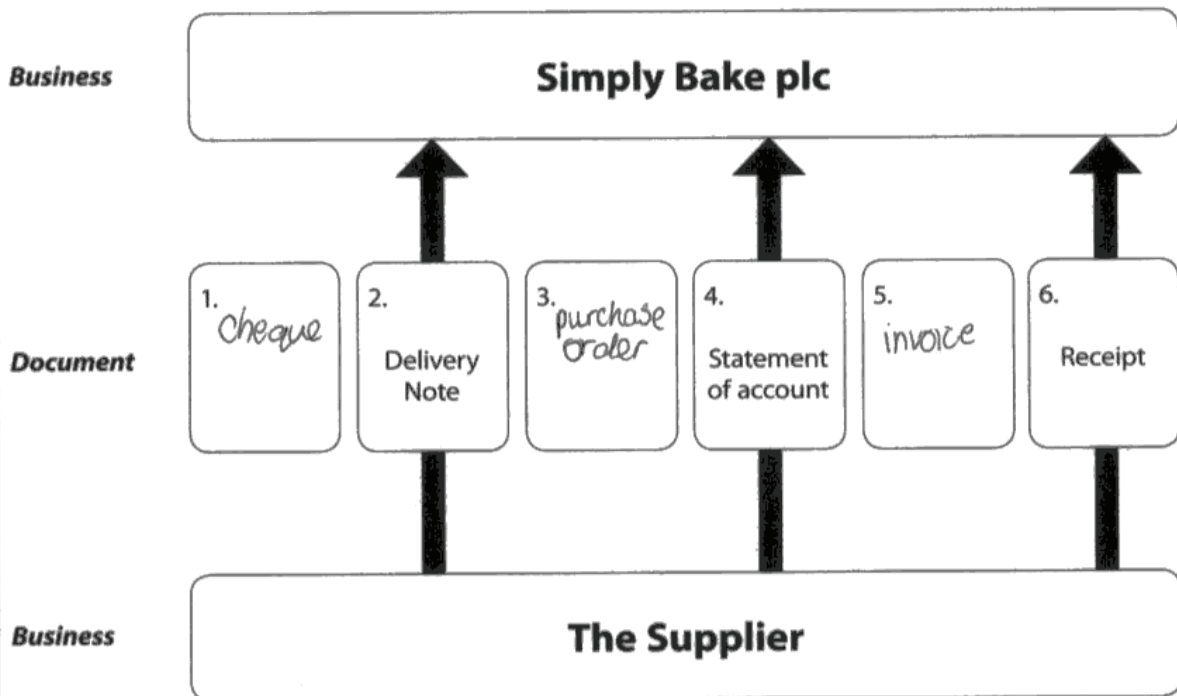 Business
Simply Bake plc
Document
1.
cheque
2.
Delivery
Note
3.
purchase
order
4.
Statement
of account
5.
invoice
6.
Receipt
Business
The Supplier